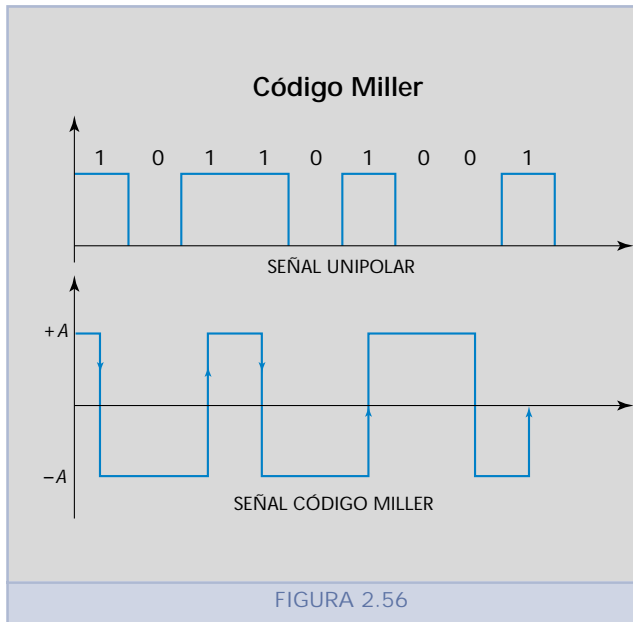 Código Miller
1 0 1 1 0 1 0 0 1
SEÑAL UNIPOLAR
+A
−A
SEÑAL CÓDIGO MILLER
FIGURA 2.56